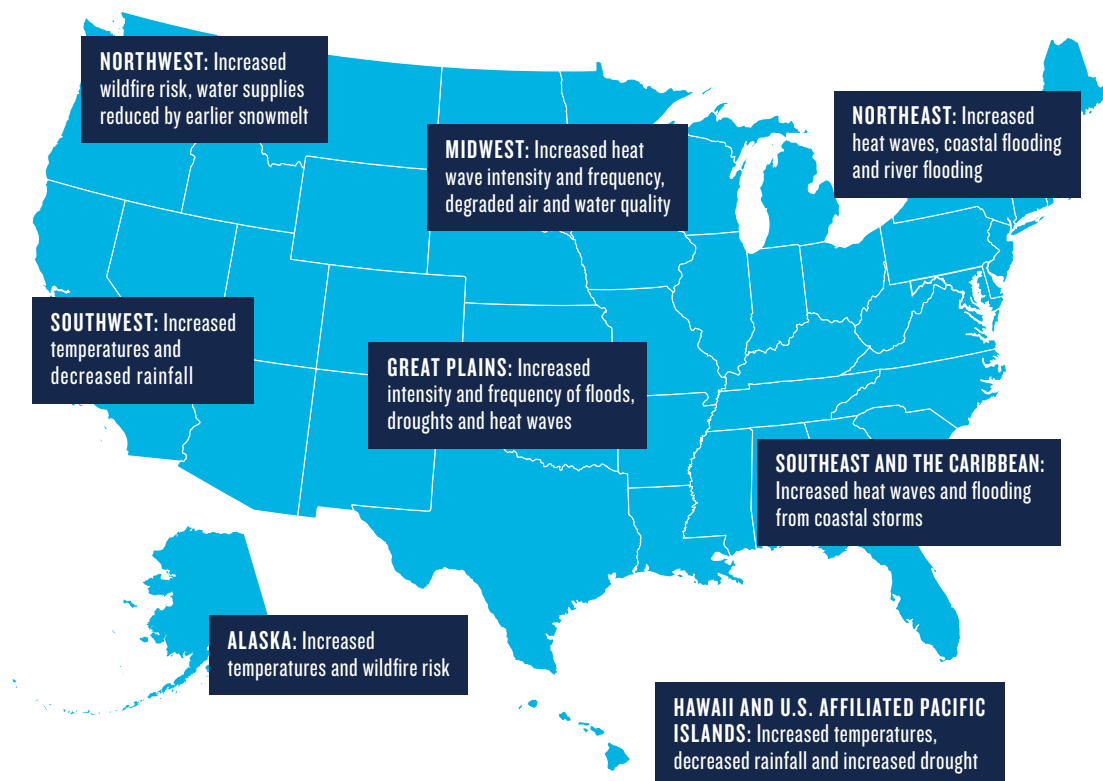 NORTHWEST: Increased
wildfire risk, water supplies
reduced by earlier snowmelt
MIDWEST: Increased heat
wave intensity and frequency,
degraded air and water quality
NORTHEAST: Increased
heat waves, coastal flooding
and river flooding
SOUTHWEST: Increased
temperatures and
decreased rainfall
GREAT PLAINS: Increased
intensity and frequency of floods,
droughts and heat waves
SOUTHEAST AND THE CARIBBEAN:
Increased heat waves and flooding
from coastal storms
ALASKA: Increased
temperatures and wildfire risk
HAWAII AND U.S. AFFILIATED PACIFIC
ISLANDS: Increased temperatures,
decreased rainfall and increased drought